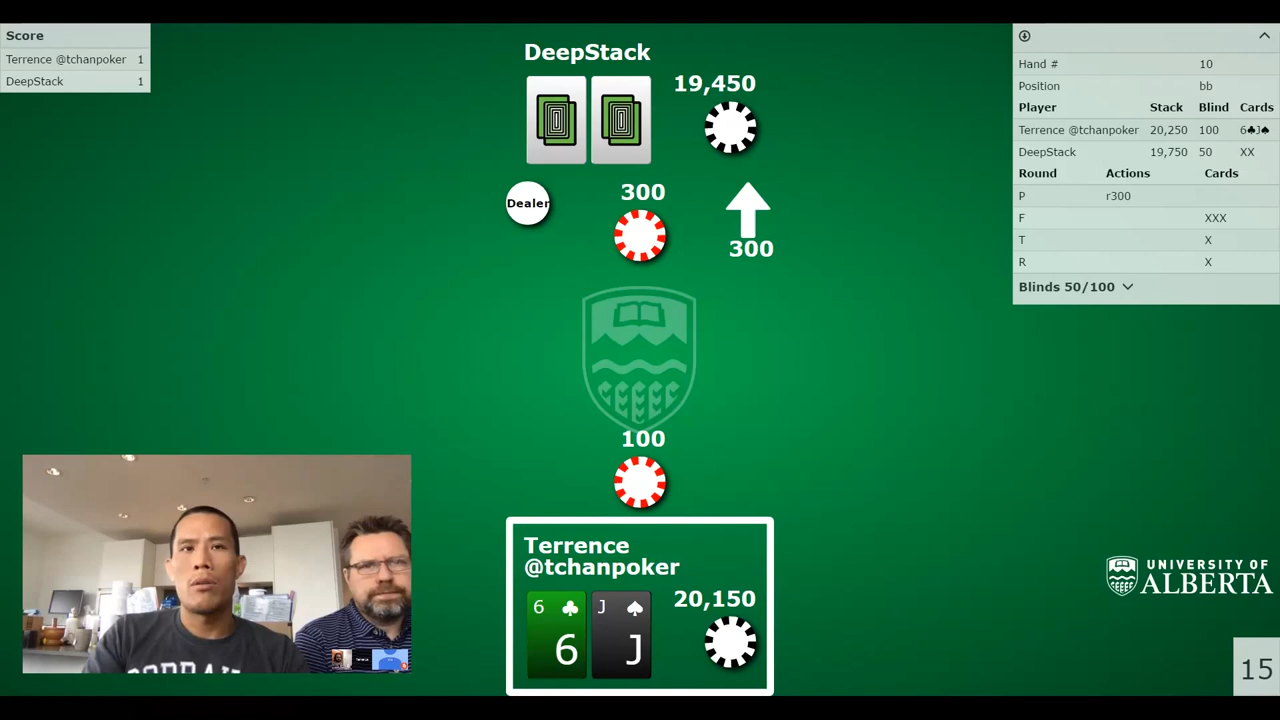 Score
Terrence @tchanpoker 1
DeepStack 1
DeepStack
19,450
Dealer
300
300
100
Terrence
@tchanpoker
6♣ J♠
6 J
20,150
Hand # 10
Position bb
Player Stack Blind Cards
Terrence @tchanpoker 20,250 100 6♣J♠
DeepStack 19,750 50 XX
Round Actions Cards
P r300
F XXX
T X
R X
Blinds 50/100
UNIVERSITY OF
ALBERTA
15